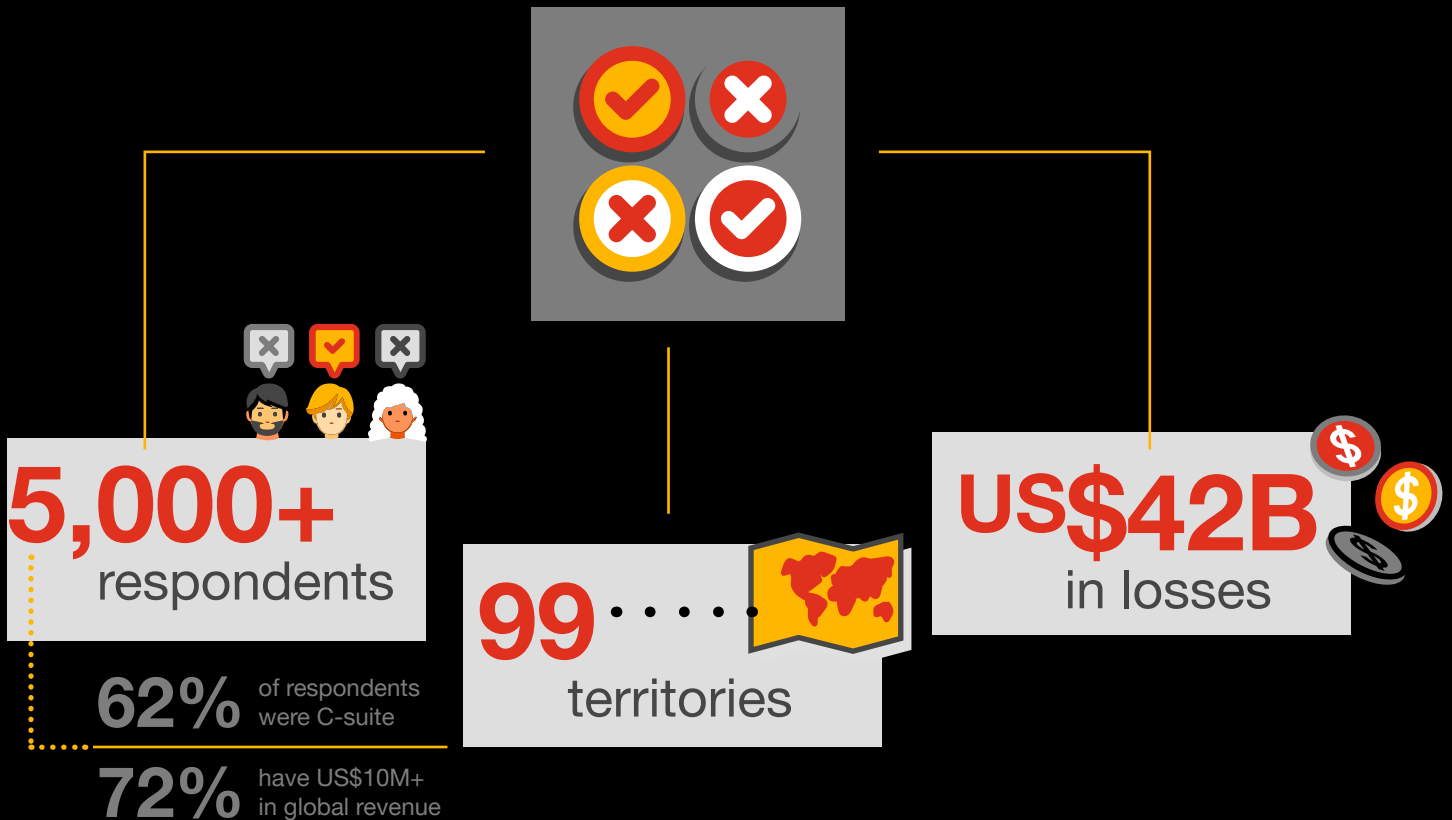 5,000+
respondents
62%
of respondents
were C-suite
72%
have US$10M+
in global revenue
99
territories
US$42B
in losses